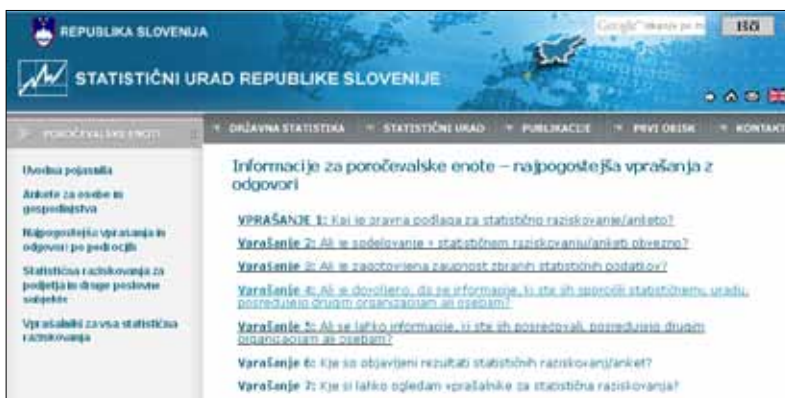 REPUBLIKA SLOVENIJA
Google
Išči
STATISTIČNI URAD REPUBLIKE SLOVENIJE
POROČEVALSKE ENOTE
DRŽAVNA STATISTIKA
STATISTIČNI URAD
PUBLIKACIJE
PRVI OBISK
KONTAKT
Uvodna pojasnila
Ankete za osebe in
gospodinjstva
Najpogostejša vprašanja in
odgovori po področjih
Statistična raziskovanja za
podjetja in druge poslovne
subjekte
Vprašalniki za vsa statistična
raziskovanja
Informacije za poročevalske enote – najpogostejša vprašanja z
odgovori
VPRAŠANJE 1: Kaj je pravna podlaga za statistično raziskovanje/anketo?
Vprašanje 2: Ali je sodelovanje v statističnem raziskovanju/anketi obvezno?
Vprašanje 3: Ali je zagotovljena zaupnost zbranih statističnih podatkov?
Vprašanje 4: Ali je dovoljeno, da se informacije, ki ste jih sporočili statističnemu uradu,
posredujejo drugim organizacijam ali osebam?
Vprašanje 5: Ali se lahko informacije, ki ste jih posredovali, posredujejo drugim
organizacijam ali osebam?
Vprašanje 6: Kje so objavljeni rezultati statističnih raziskovanj/anket?
Vprašanje 7: Kje si lahko ogledam vprašalnike za statistična raziskovanja?